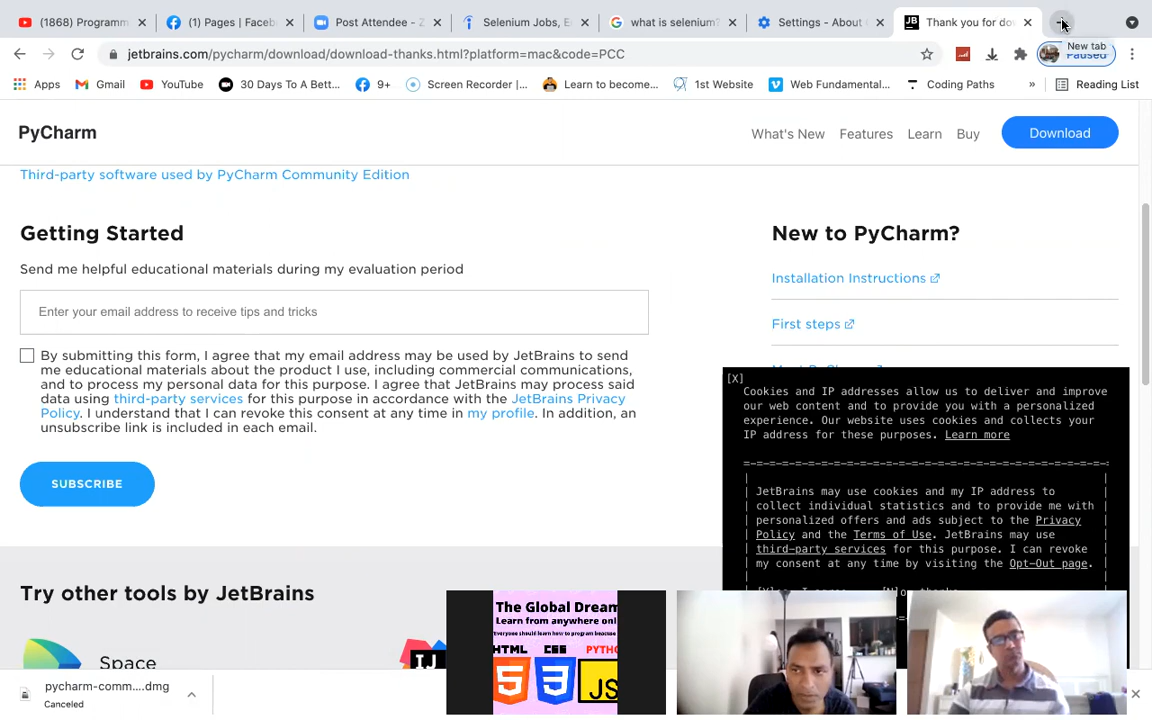 (1868) Programm
(1) Pages | Faceb
Post Attendee - Z
Selenium Jobs, E
what is selenium?
Settings - About
Thank you for do
jetbrains.com/pycharm/download/download-thanks.html?platform=mac&code=PCC
New tab
Paused
Apps
Gmail
YouTube
30 Days To A Bett...
9+
Screen Recorder |...
Learn to become...
1st Website
Web Fundamental...
Coding Paths
»
Reading List
PyCharm
What's New
Features
Learn
Buy
Download
Third-party software used by PyCharm Community Edition
Getting Started
Send me helpful educational materials during my evaluation period
Enter your email address to receive tips and tricks
By submitting this form, I agree that my email address may be used by JetBrains to send
me educational materials about the product I use, including commercial communications,
and to process my personal data for this purpose. I agree that JetBrains may process said
data using third-party services for this purpose in accordance with the JetBrains Privacy
Policy. I understand that I can revoke this consent at any time in my profile. In addition, an
unsubscribe link is included in each email.
SUBSCRIBE
New to PyCharm?
Installation Instructions
First steps
[X]
Cookies and IP addresses allow us to deliver and improve
our web content and to provide you with a personalized
experience. Our website uses cookies and collects your
IP address for these purposes. Learn more
JetBrains may use cookies and my IP address to
collect individual statistics and to provide me with
personalized offers and ads subject to the Privacy
Policy and the Terms of Use. JetBrains may use
third-party services for this purpose. I can revoke
my consent at any time by visiting the Opt-Out page.
Try other tools by JetBrains
Space
IJ
The Global Dream
Learn from anywhere onl
Everyone should learn how to program because
HTML CSS PYTHO
5 3 JS
pycharm-comm....dmg
Canceled